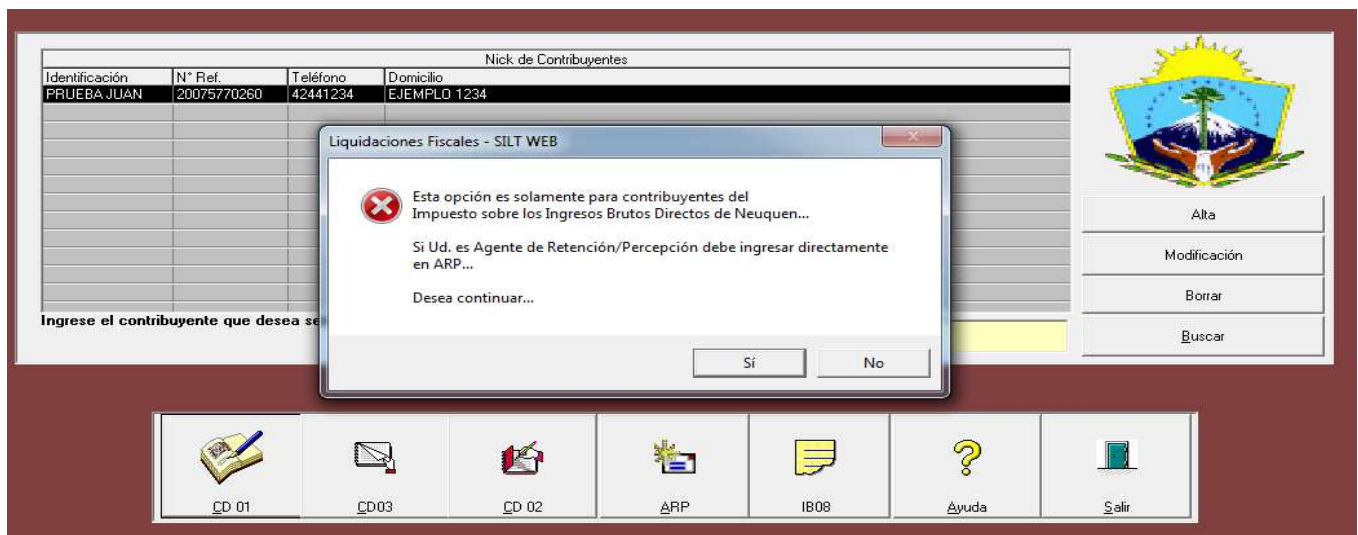 Nick de Contribuyentes
Identificación N° Ref. Teléfono Domicilio
PRUEBA JUAN 20075770260 42441234 EJEMPLO 1234
Liquidaciones Fiscales - SILT WEB
Esta opción es solamente para contribuyentes del
Impuesto sobre los Ingresos Brutos Directos de Neuquen...
Si Ud. es Agente de Retención/Percepción debe ingresar directamente
en ARP...
Desea continuar...
Sí No
Ingrese el contribuyente que desea se
Alta
Modificación
Borrar
Buscar
CD 01 CD03 CD 02 ARP IB08 Ayuda Salir